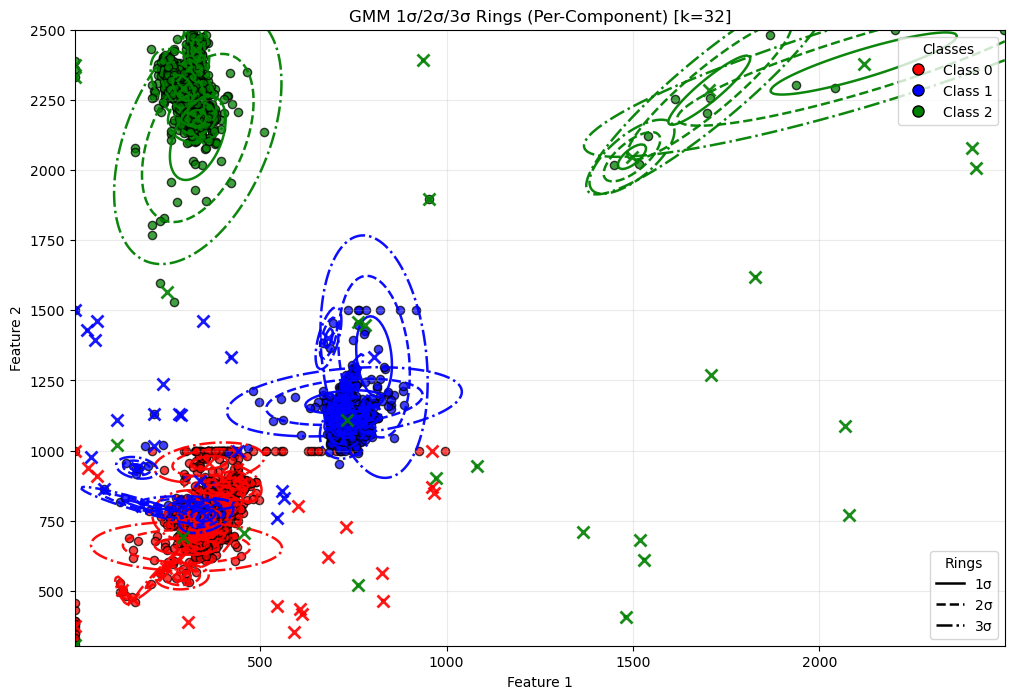 GMM 1σ/2σ/3σ Rings (Per-Component) [k=32]
Classes
Class 0
Class 1
Class 2
Rings
1σ
2σ
3σ
Feature 2
2500
2250
2000
1750
1500
1250
1000
750
500
500
1000
1500
2000
Feature 1